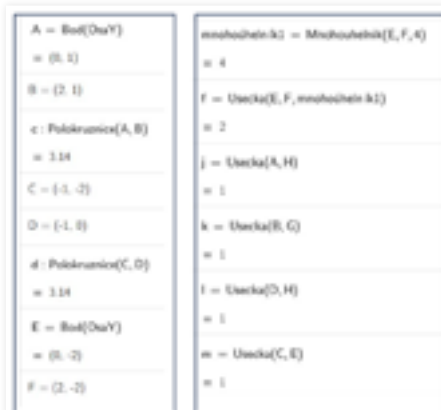 A = Bod(OsaY)
= (0, 1)
B = (2, 1)
c : Polokruznice(A, B)
= 3.14
C = (-1, -2)
D = (-1, 0)
d : Polokruznice(C, D)
= 3.14
E = Bod(OsaY)
= (0, -2)
F = (2, -2)
= Mnohouhelnik(E, F, 4)
= 4
f = Usecka(E, F, mnohouhelnik1)
= 2
j = Usecka(A, H)
= 1
k = Usecka(B, G)
= 1
l = Usecka(D, H)
= 1
m = Usecka(C, E)
= 1